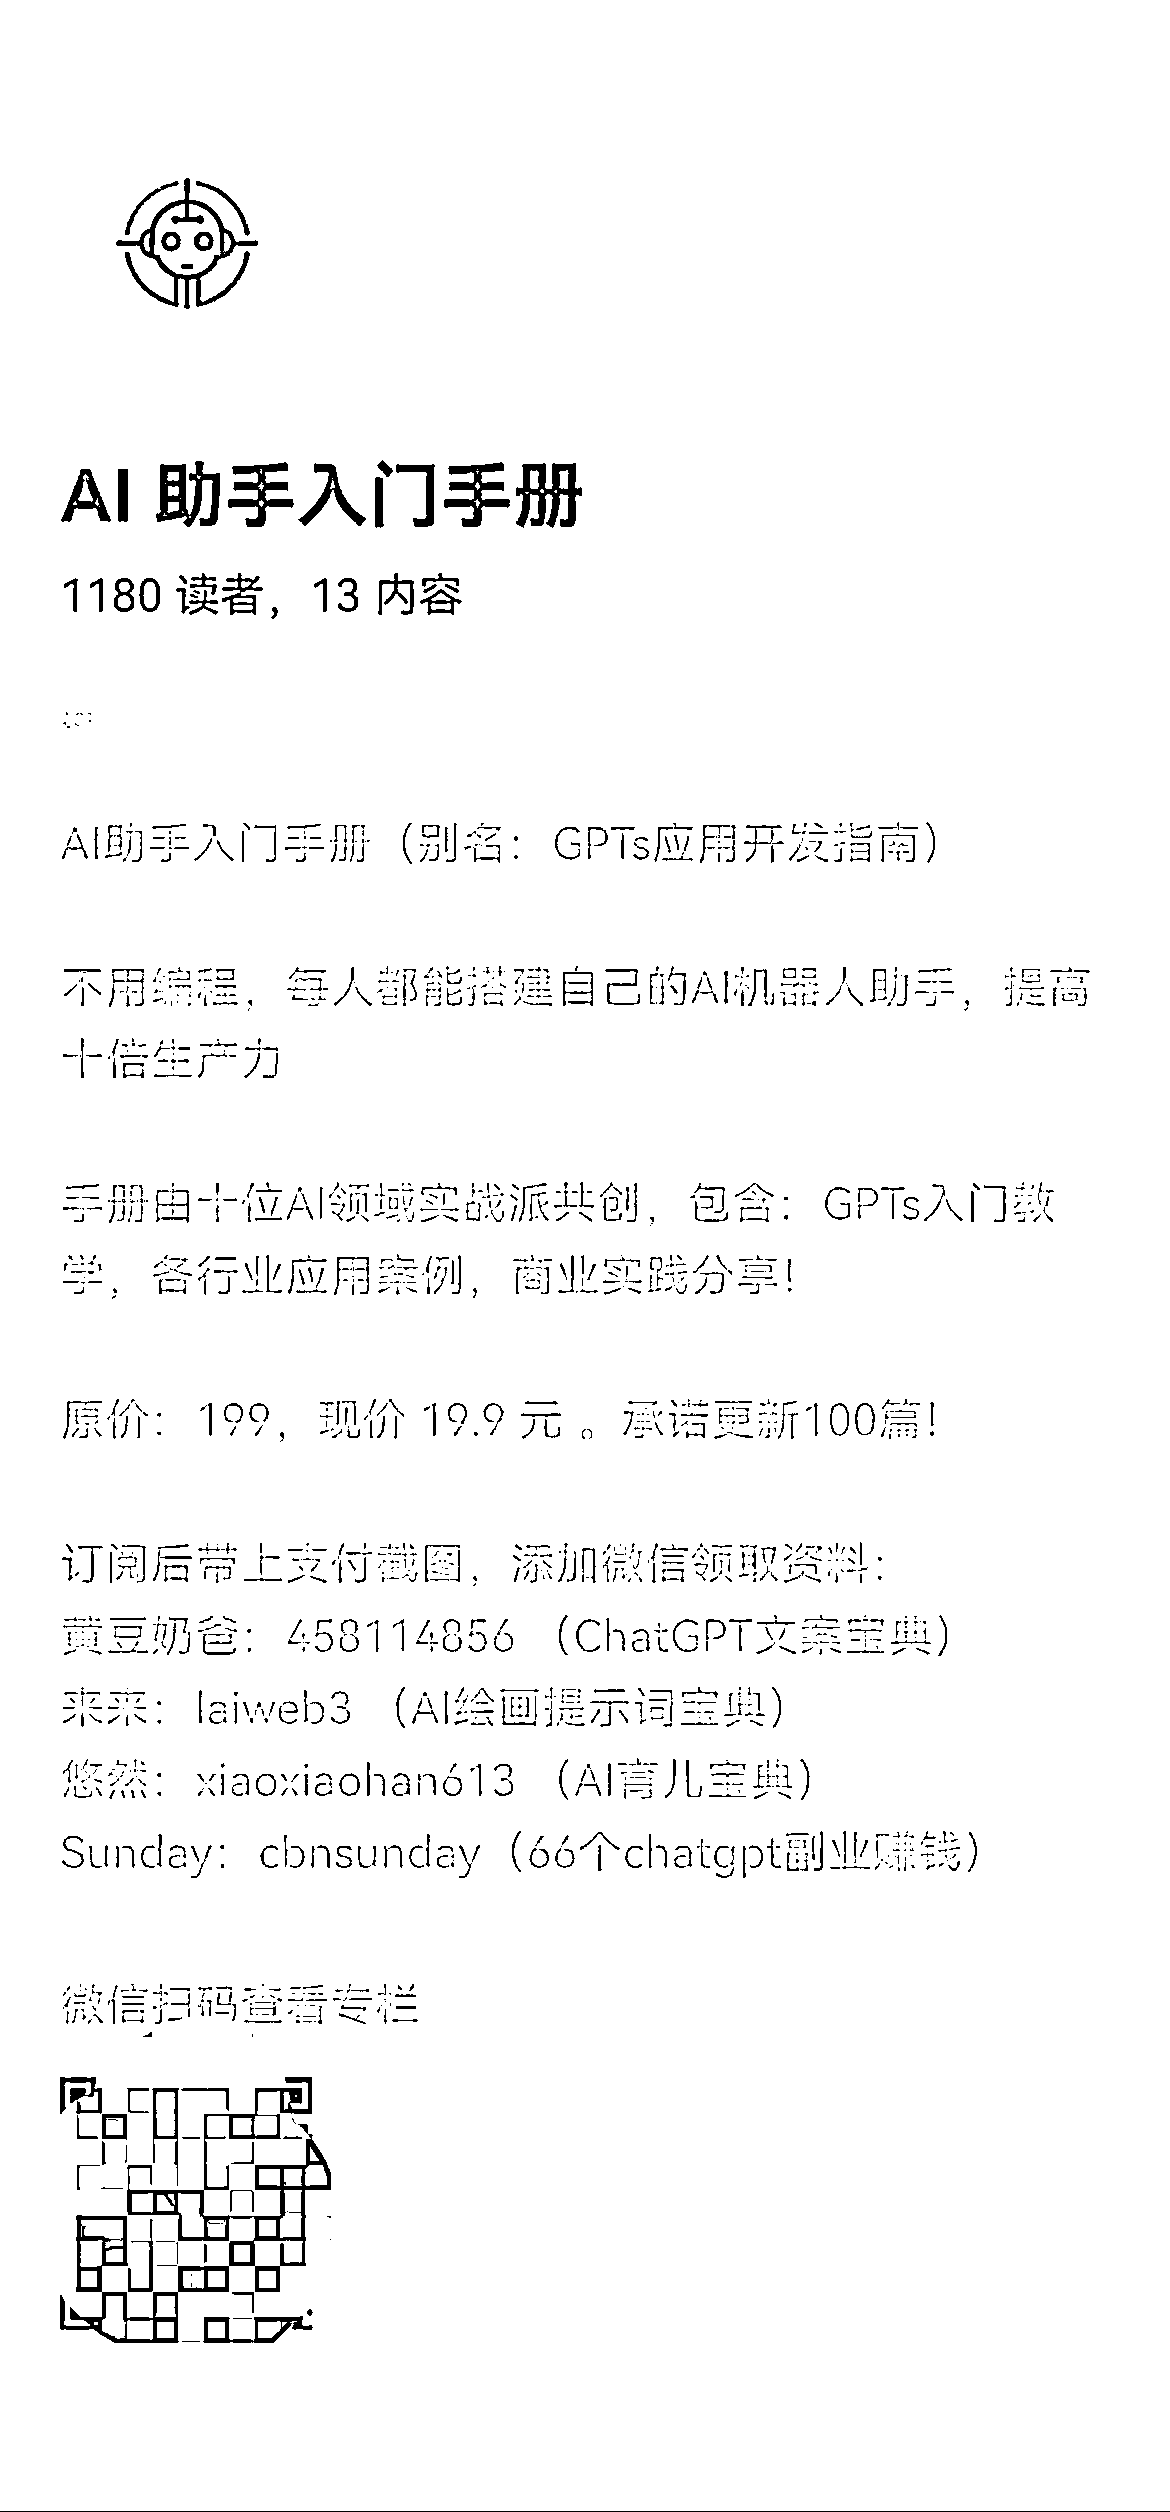 AI 助手入门手册
1180 读者，13 内容
AI助手入门手册（别名：GPTs应用开发指南）
不用编程，每人都能搭建自己的AI机器人助手，提高
十倍生产力
手册由十位AI领域实战派共创，包含：GPTs入门教
学，各行业应用案例，商业实践分享！
原价：199，现价 19.9 元 。承诺更新100篇！
订阅后带上支付截图，添加微信领取资料：
黄豆奶爸：458114856 （ChatGPT文案宝典）
来来：laiweb3 （AI绘画提示词宝典）
悠然：xiaoxiaohan613 （AI育儿宝典）
Sunday：cbnsunday（66个chatgpt副业赚钱）
微信扫码查看专栏